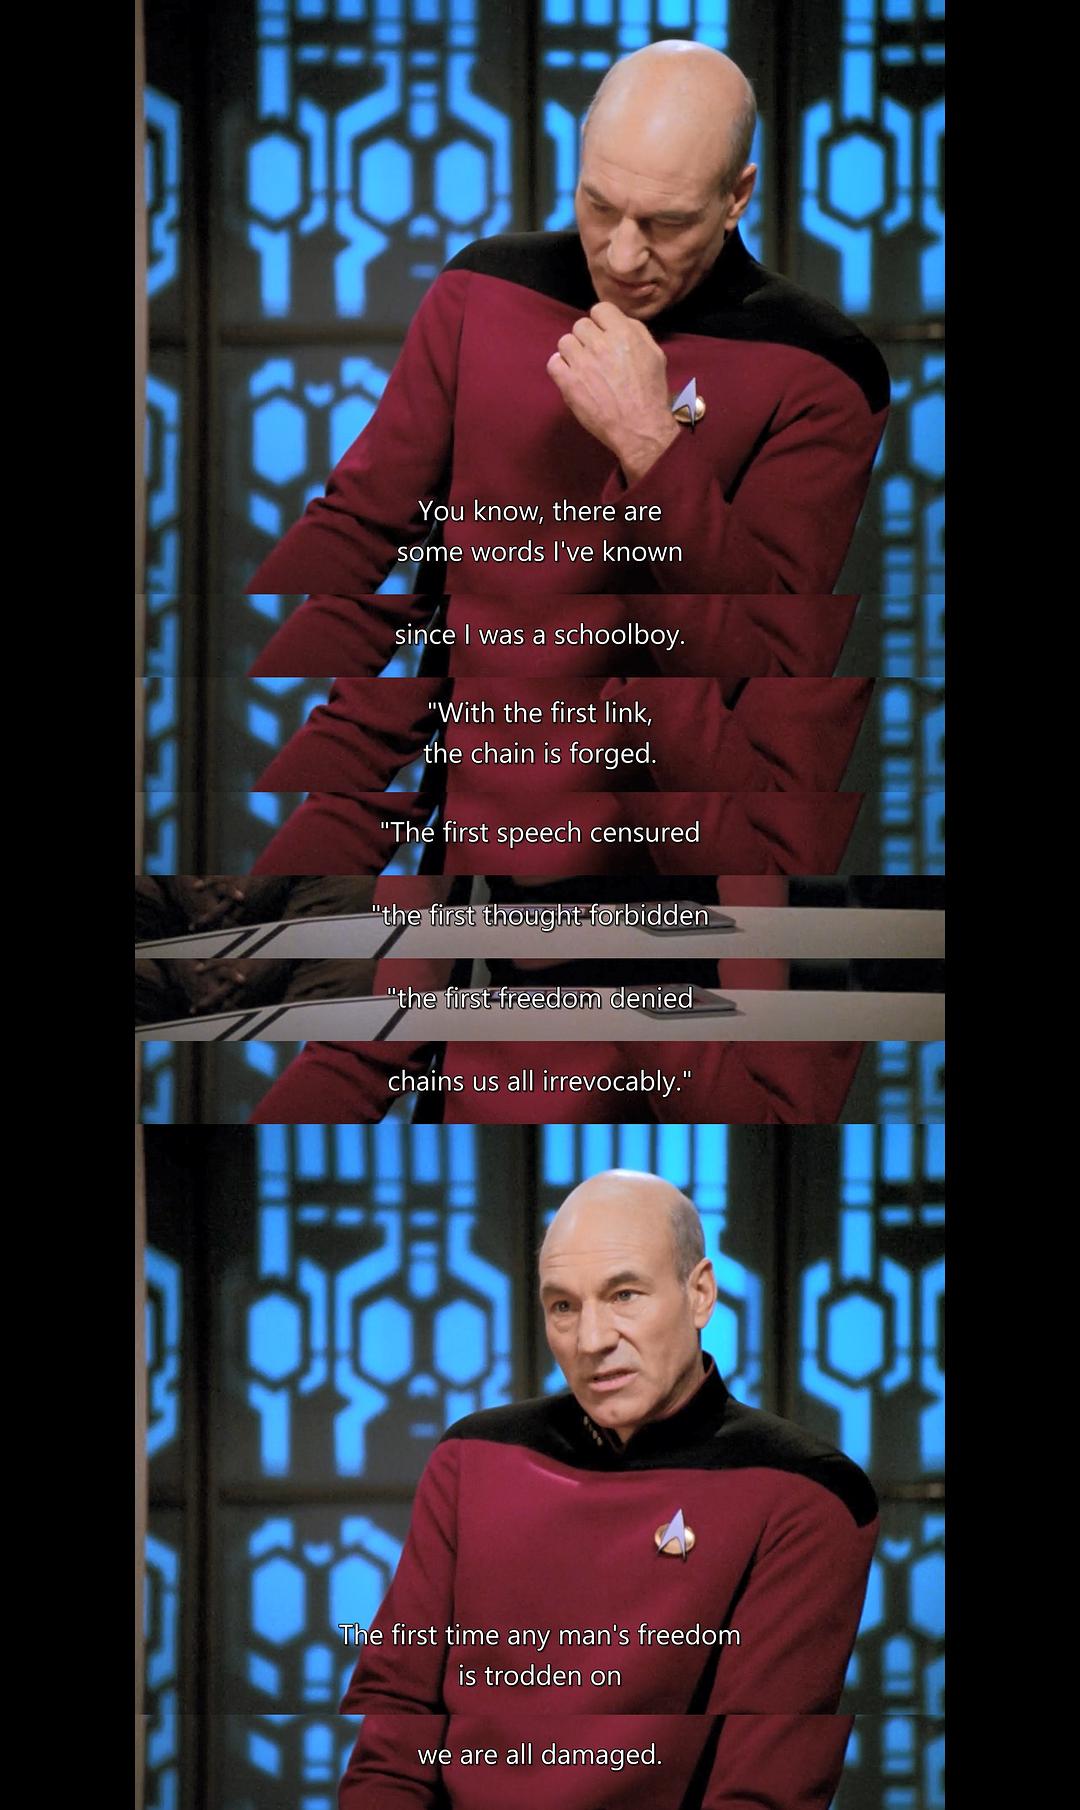 You know, there are
some words I've known
since I was a schoolboy.
"With the first link,
the chain is forged.
"The first speech censured
"the first thought forbidden
"the first freedom denied
chains us all irrevocably."
The first time any man's freedom
is trodden on
we are all damaged.